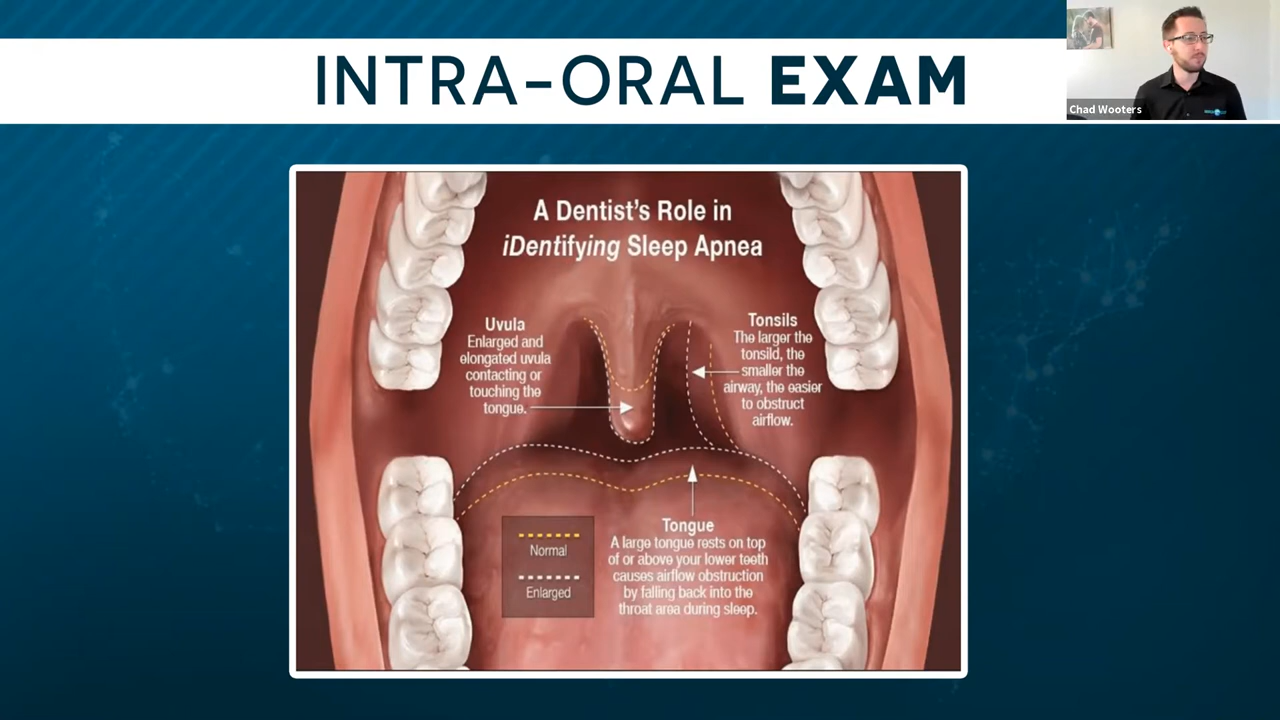 INTRA-ORAL EXAM
Chad Wooters
A Dentist's Role in
iDentifying Sleep Apnea
Uvula
Enlarged and
elongated uvula
contacting or
touching the
tongue.
Tonsils
The larger the
tonsild, the
smaller the
airway, the easier
to obstruct
airflow.
Tongue
A large tongue rests on top
of or above your lower teeth
causes airflow obstruction
by falling back into the
throat area during sleep.
Normal
Enlarged